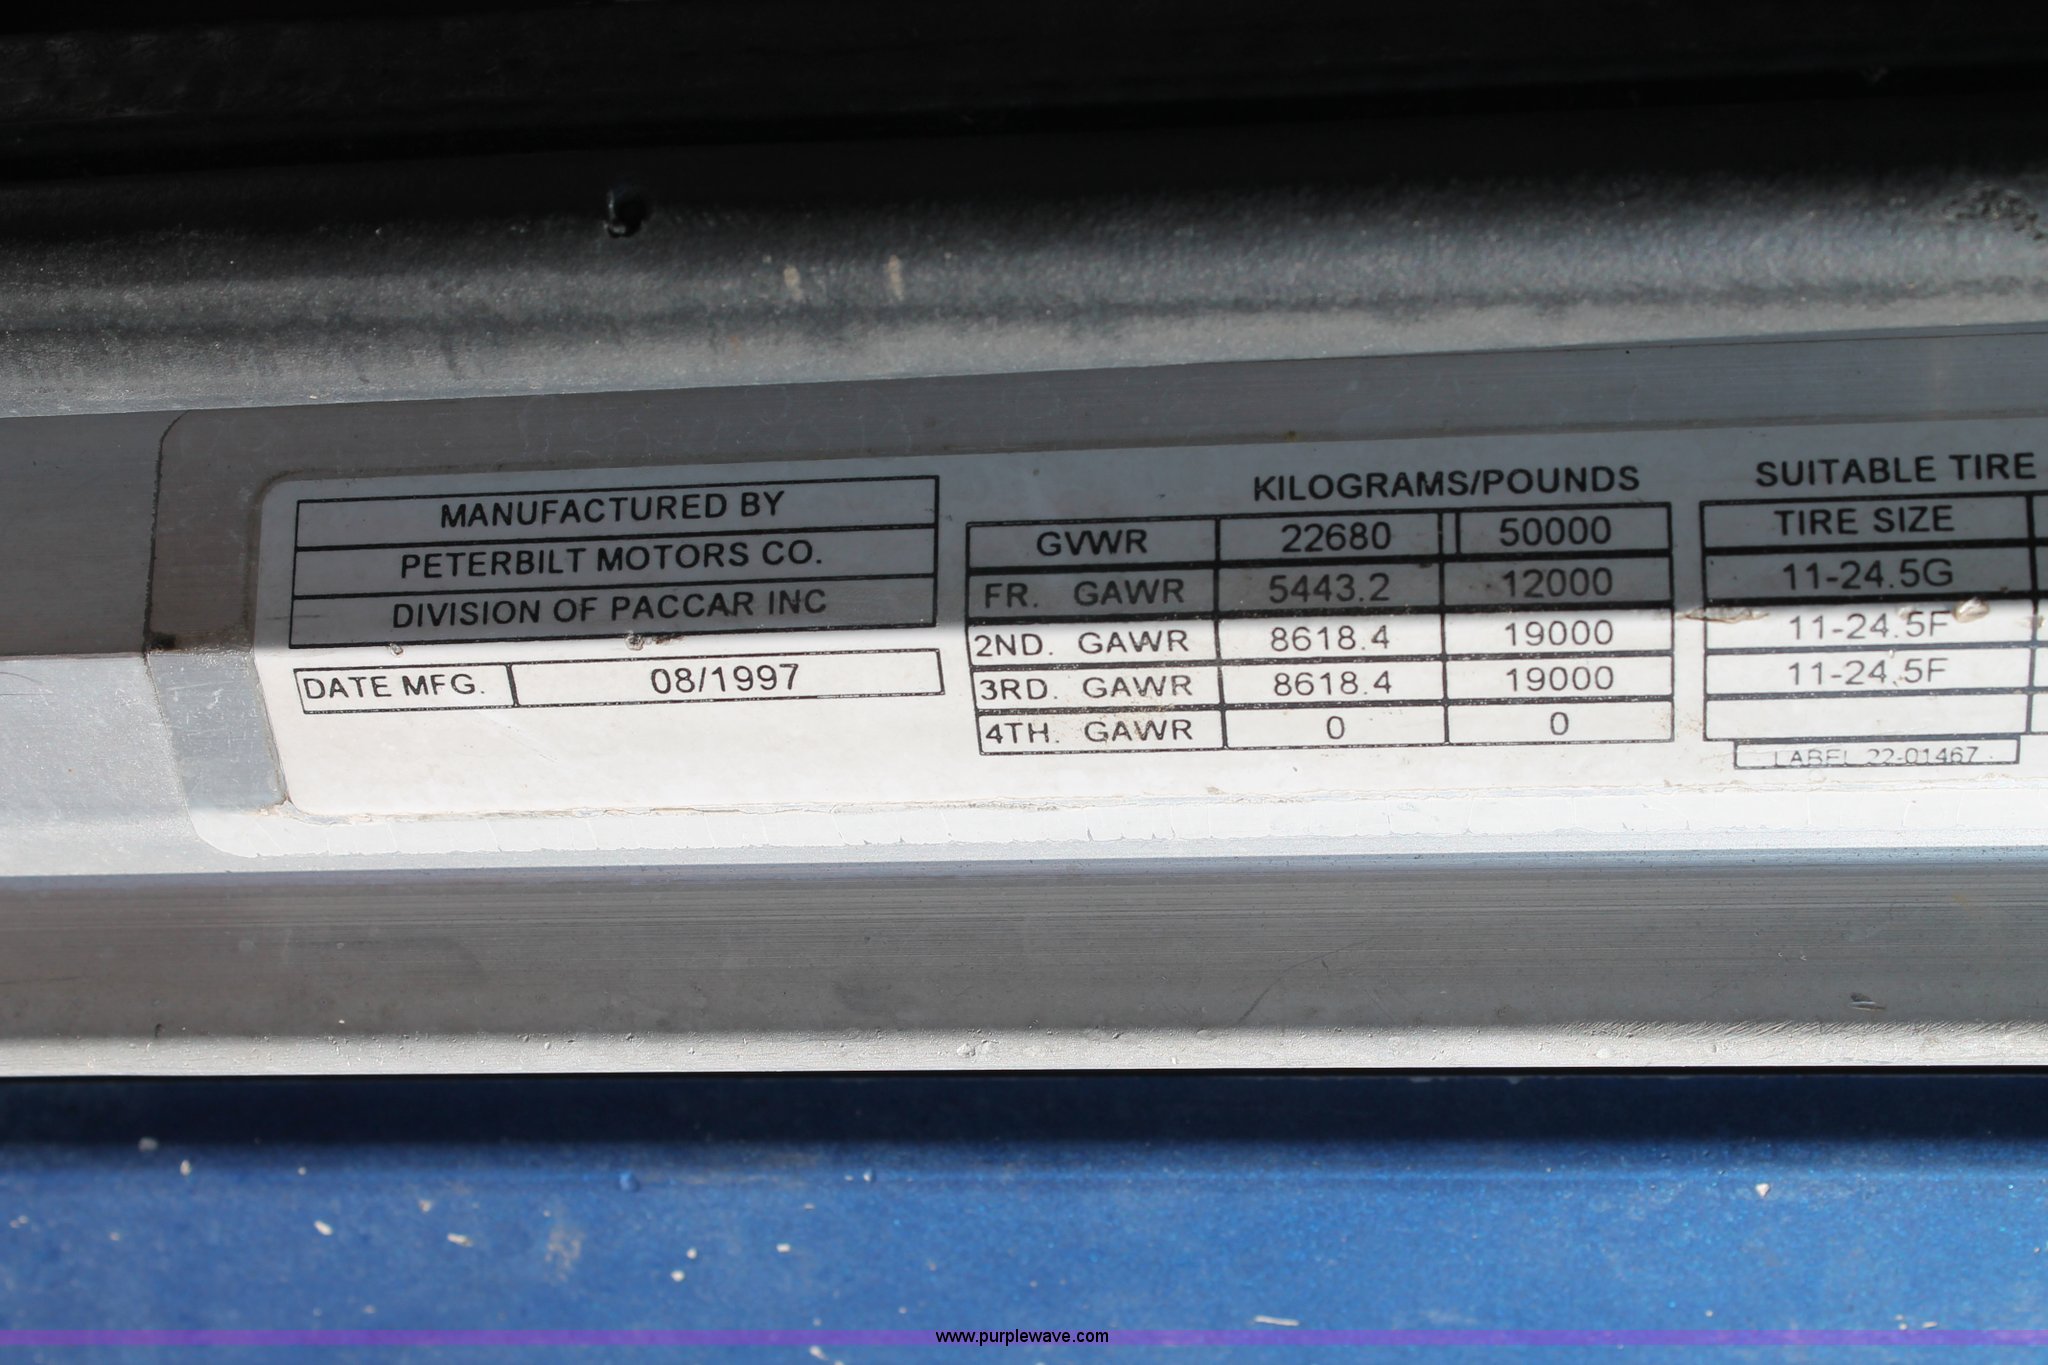 MANUFACTURED BY
PETERBILT MOTORS CO.
DIVISION OF PACCAR INC
DATE MFG. 08/1997
KILOGRAMS/POUNDS
GVWR 22680 50000
FR. GAWR 5443.2 12000
2ND. GAWR 8618.4 19000
3RD. GAWR 8618.4 19000
4TH. GAWR 0 0
SUITABLE TIRE
TIRE SIZE
11-24.5G
11-24.5F
11-24.5F
LABEL 22-01467
www.purplewave.com